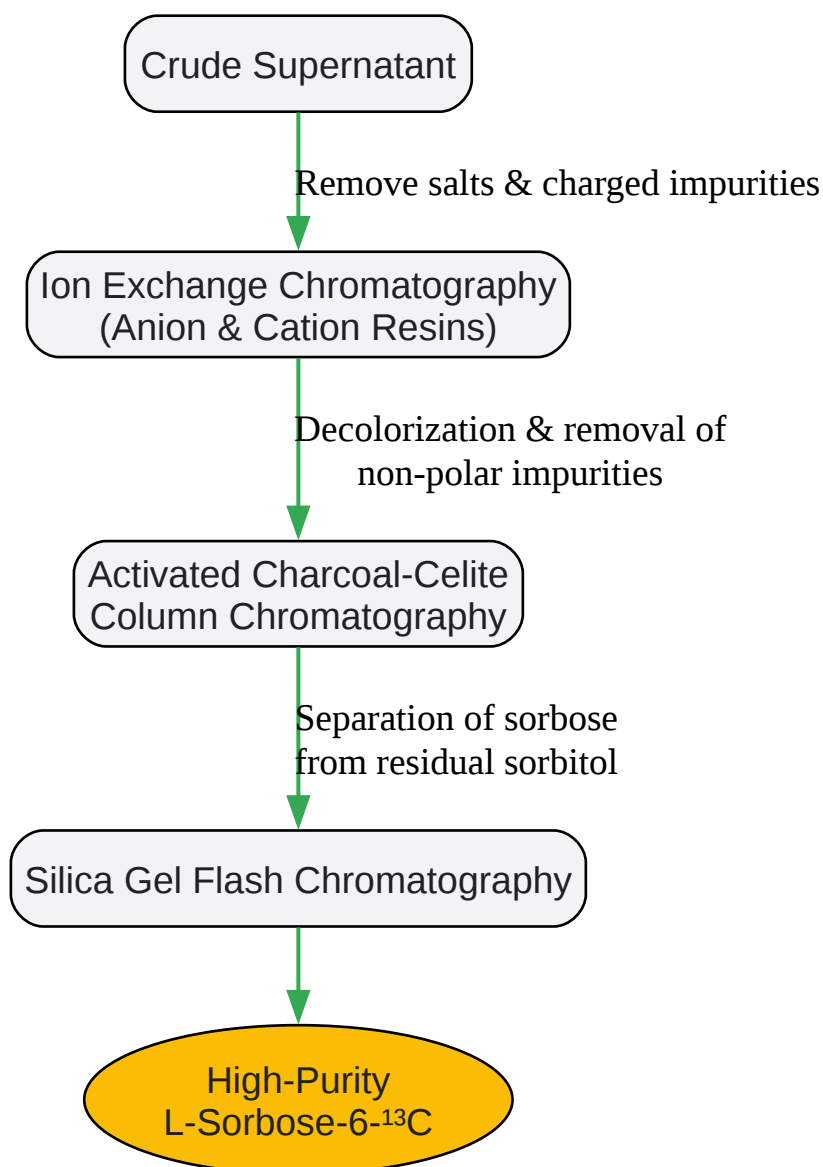 Crude Supernatant
Remove salts & charged impurities
Ion Exchange Chromatography
(Anion & Cation Resins)
Decolorization & removal of
non-polar impurities
Activated Charcoal-Celite
Column Chromatography
Separation of sorbose
from residual sorbitol
Silica Gel Flash Chromatography
High-Purity
L-Sorbose-6-¹³C